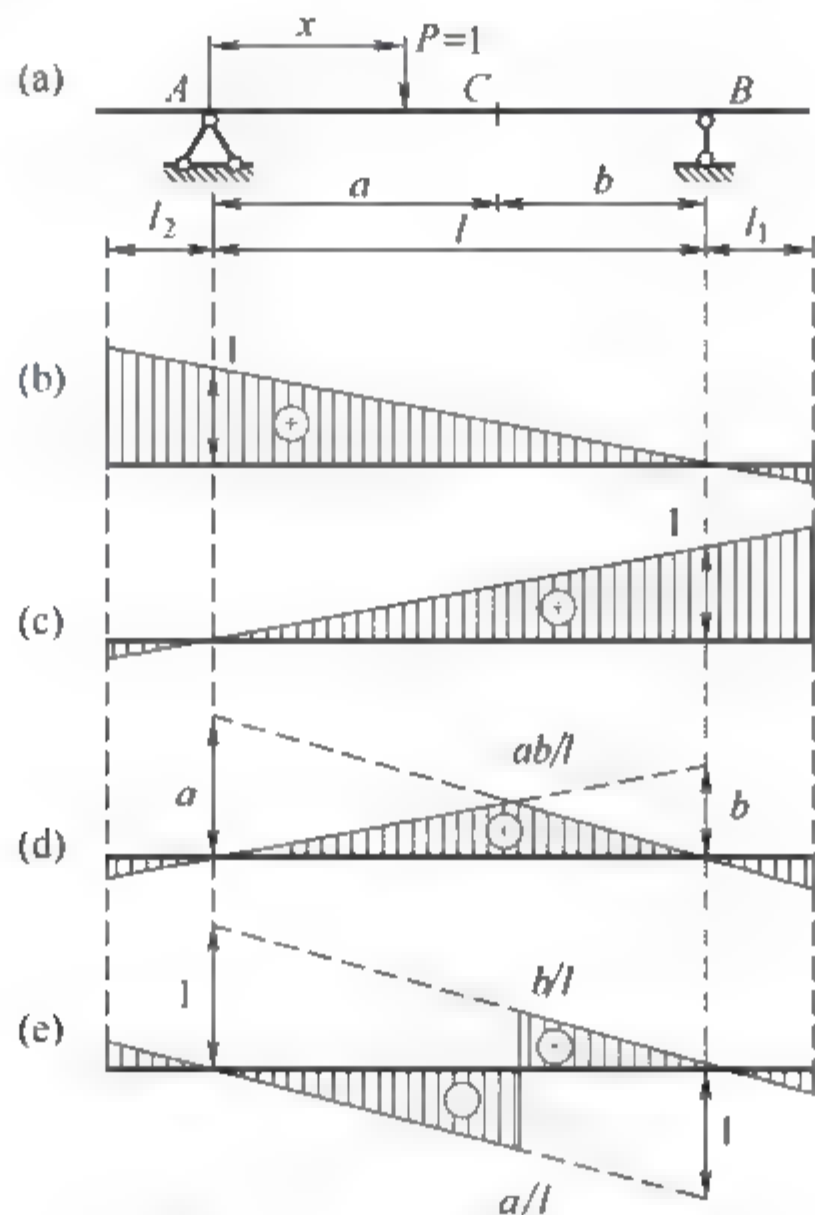 x
P=1
(a)
A
C
B
a
b
l₂
l
l₁
1
(b)
+
1
(c)
+
ab/l
a
b
(d)
+
1
b/l
(e)
1
a/l